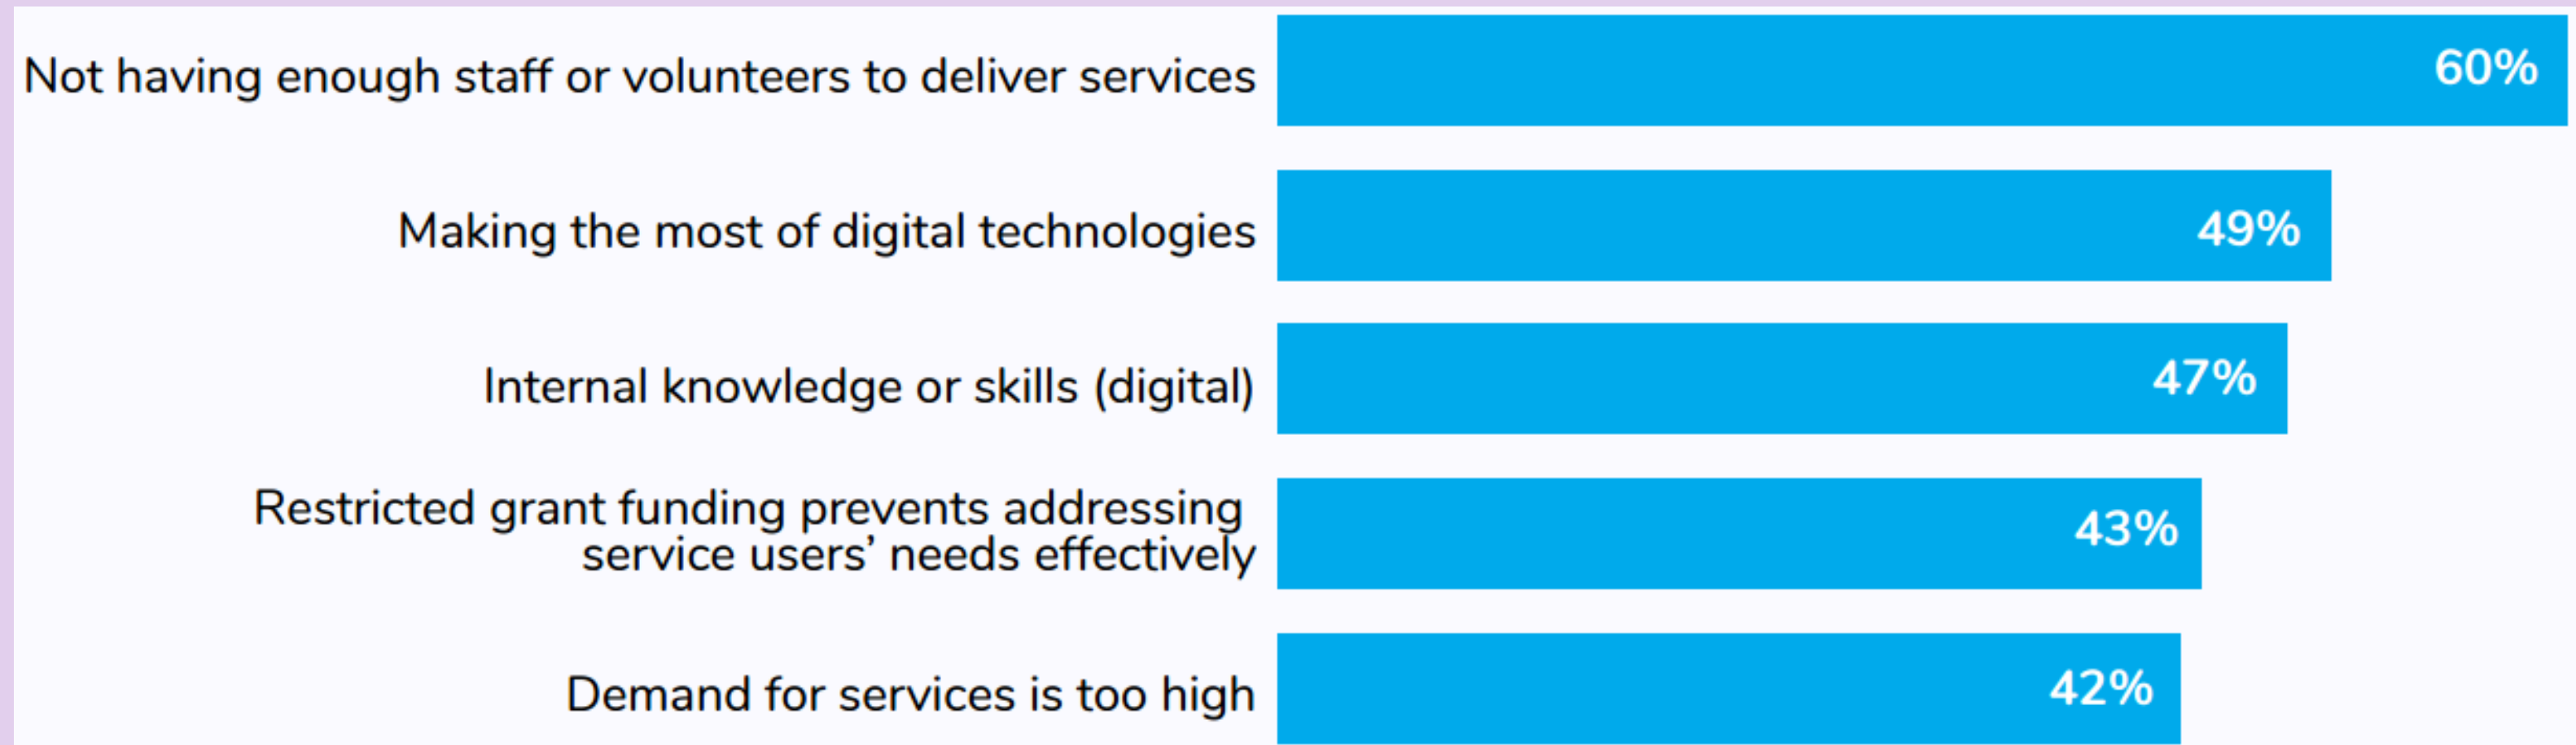 Not having enough staff or volunteers to deliver services
60%
Making the most of digital technologies
49%
Internal knowledge or skills (digital)
47%
Restricted grant funding prevents addressing
service users’ needs effectively
43%
Demand for services is too high
42%